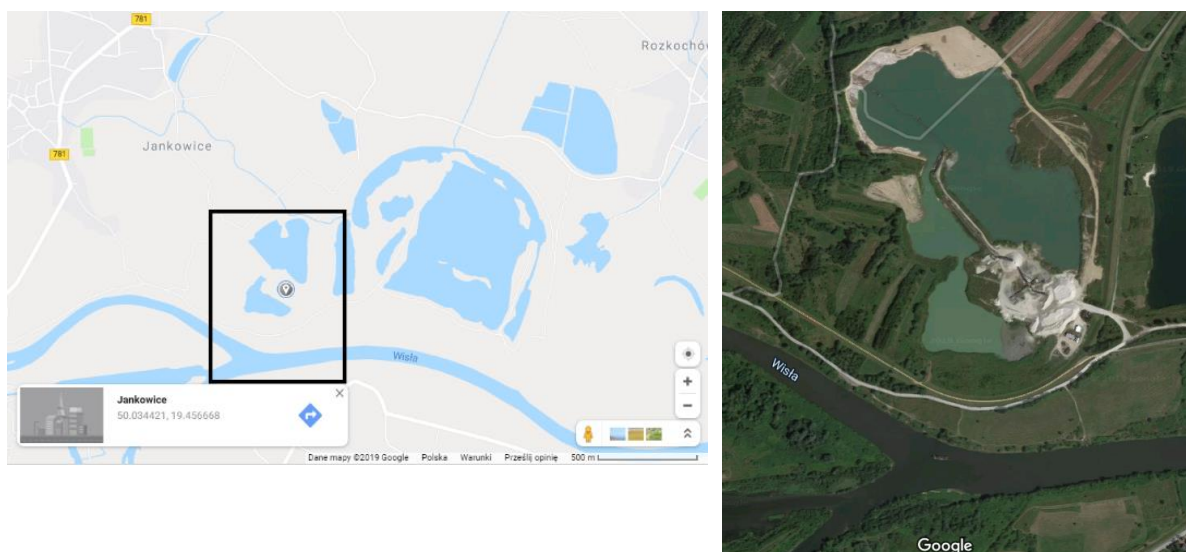 781
Rozkochów
Jankowice
781
Wisła
Jankowice
50.034421, 19.456668
Dane mapy ©2019 Google Polska Warunki Prześlij opinię 500 m
Wisła
Google